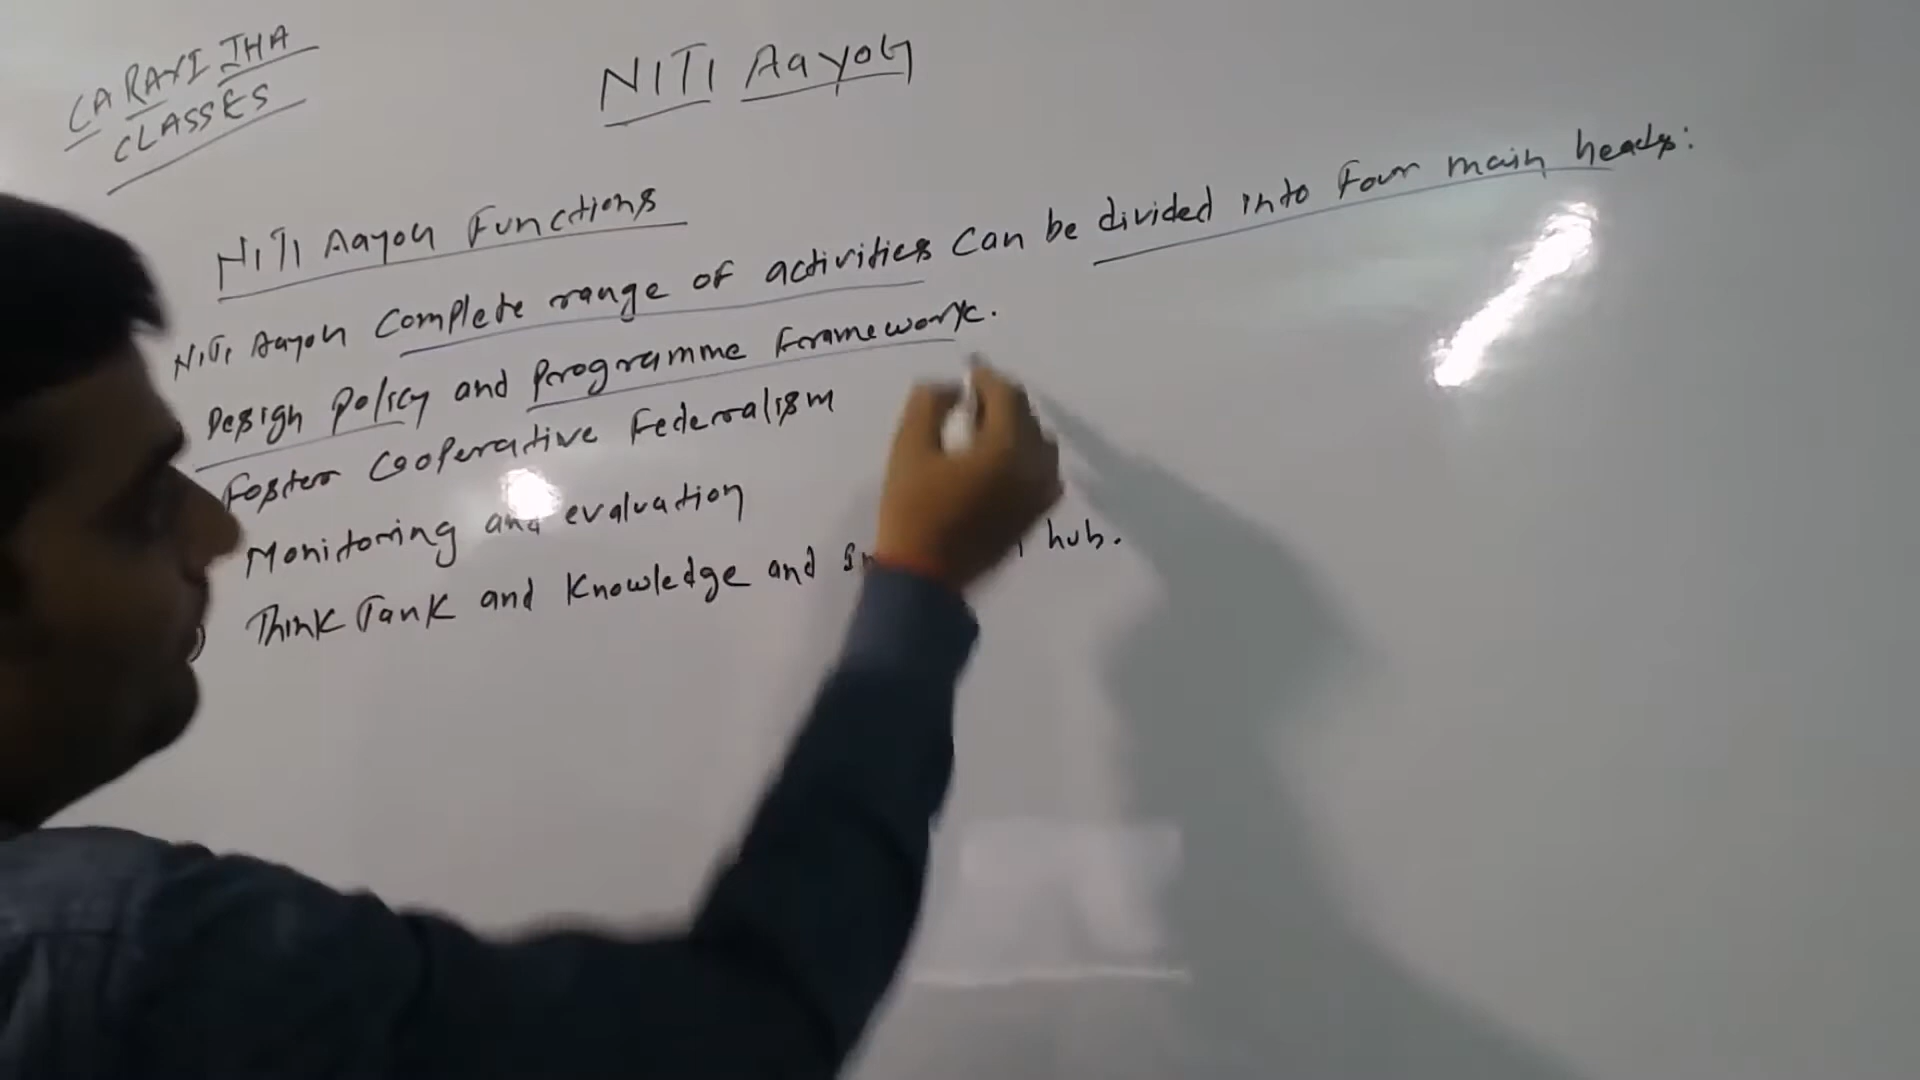 CA RAVI JHA
CLASSES
NITI AayoG
NITI AayoG Functions
NITI AayoG Complete range of activities can be divided into Four main heads:
Design Policy and Programme Framework.
Foster Cooperative Federalism
Monitoring and evaluation
) Think Tank and Knowledge and hub.